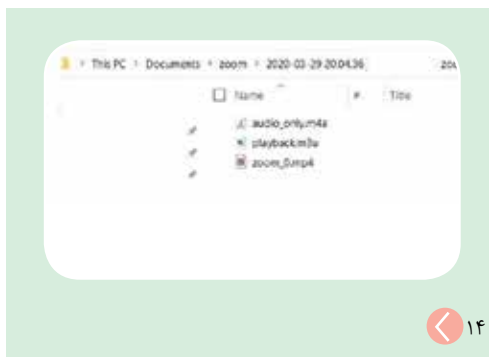 This PC › Documents › zoom › 2020-03-29 20.04.36
Name # Title
audio_only.m4a
playback.m3u
zoom_0.mp4
۱۴